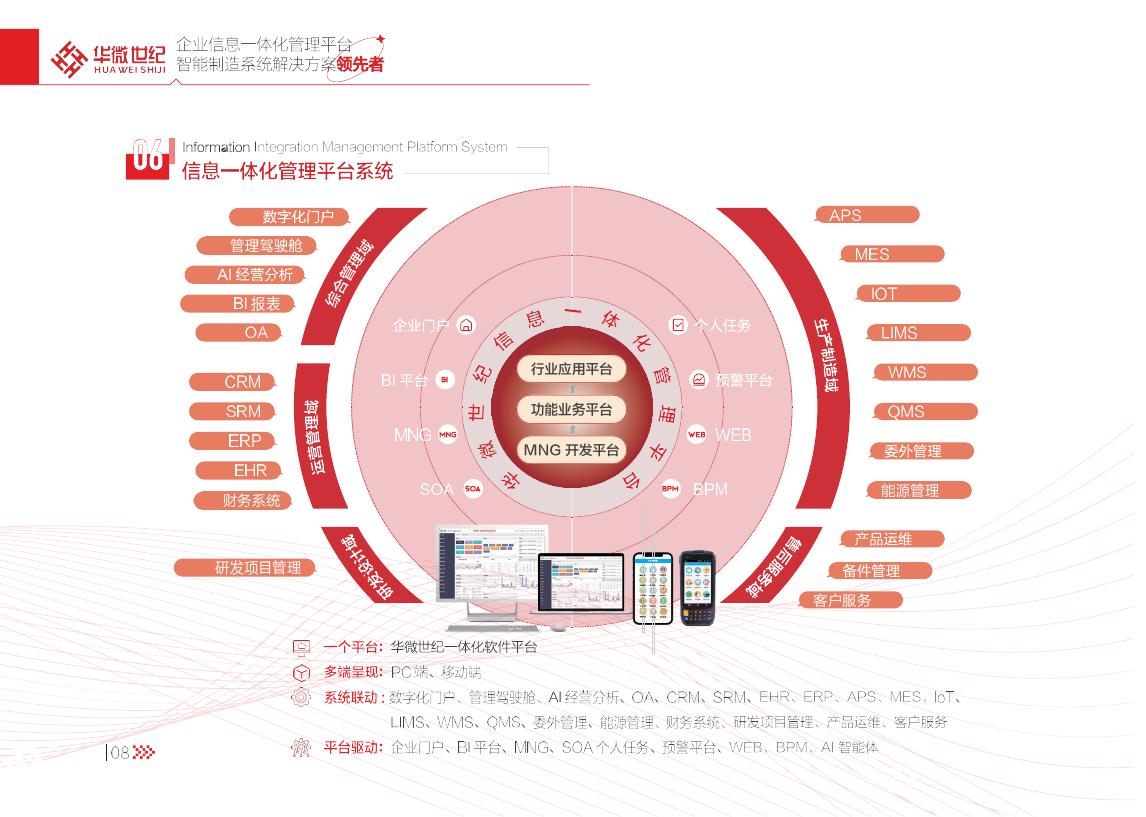 华微世纪
HUA WEI SHIJI
企业信息一体化管理平台
智能制造系统解决方案领先者
06
Information Integration Management Platform System
信息一体化管理平台系统
综合管理域
数字化门户
管理驾驶舱
AI 经营分析
BI 报表
OA
运营管理域
CRM
SRM
ERP
EHR
财务系统
研发设计域
研发项目管理
企业门户
BI 平台
BI
MNG
MNG
SOA
SOA
华微世纪信息一体化管理平台
行业应用平台
功能业务平台
MNG 开发平台
个人任务
预警平台
WEB
WEB
BPM
BPM
生产制造域
APS
MES
IOT
LIMS
WMS
QMS
委外管理
能源管理
售后服务域
产品运维
备件管理
客户服务
一个平台：华微世纪一体化软件平台
多端呈现：PC 端、移动端
系统联动：数字化门户、管理驾驶舱、AI 经营分析、OA、CRM、SRM、EHR、ERP、APS、MES、IoT、
LIMS、WMS、QMS、委外管理、能源管理、财务系统、研发项目管理、产品运维、客户服务
平台驱动：企业门户、BI 平台、MNG、SOA 个人任务、预警平台、WEB、BPM、AI 智能体
08